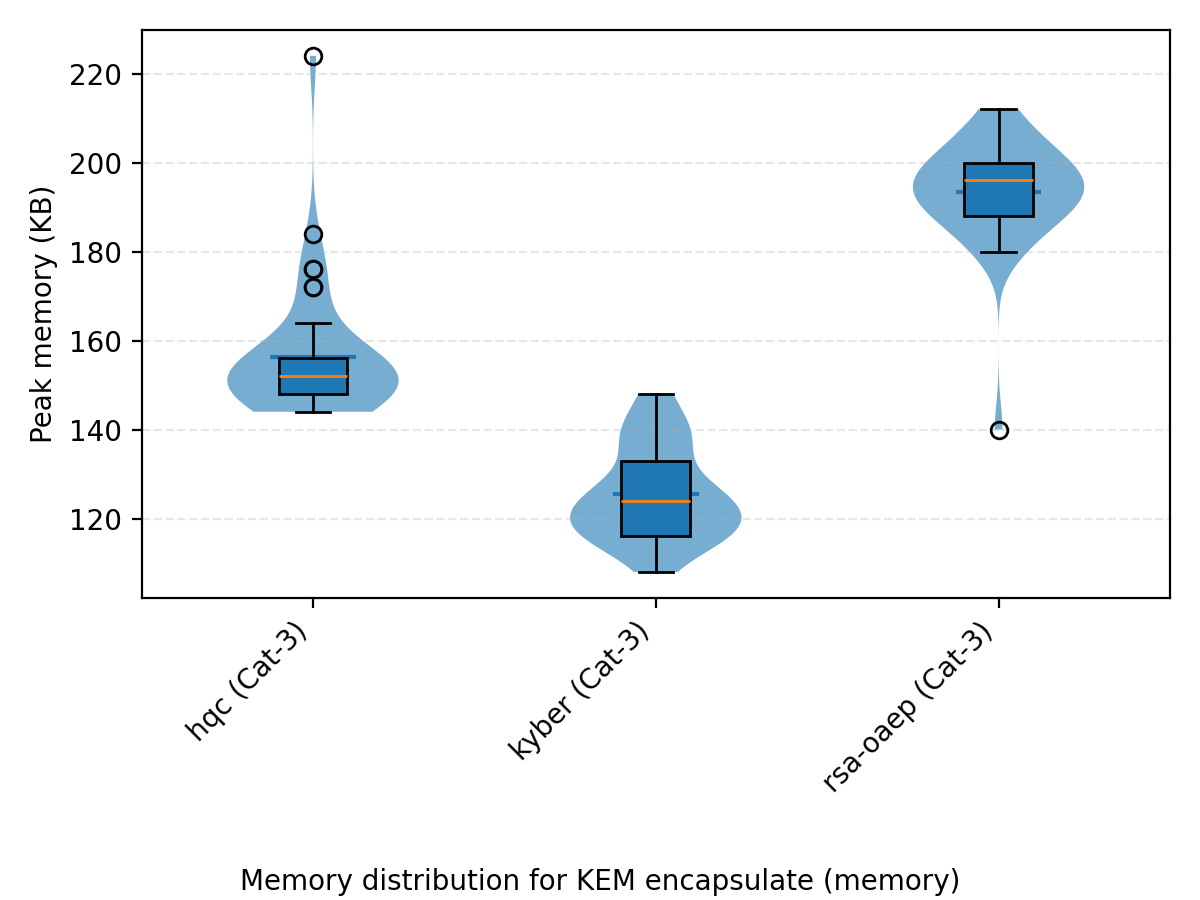 Peak memory (KB)
220
200
180
160
140
120
hqc (Cat-3)
kyber (Cat-3)
rsa-oaep (Cat-3)
Memory distribution for KEM encapsulate (memory)